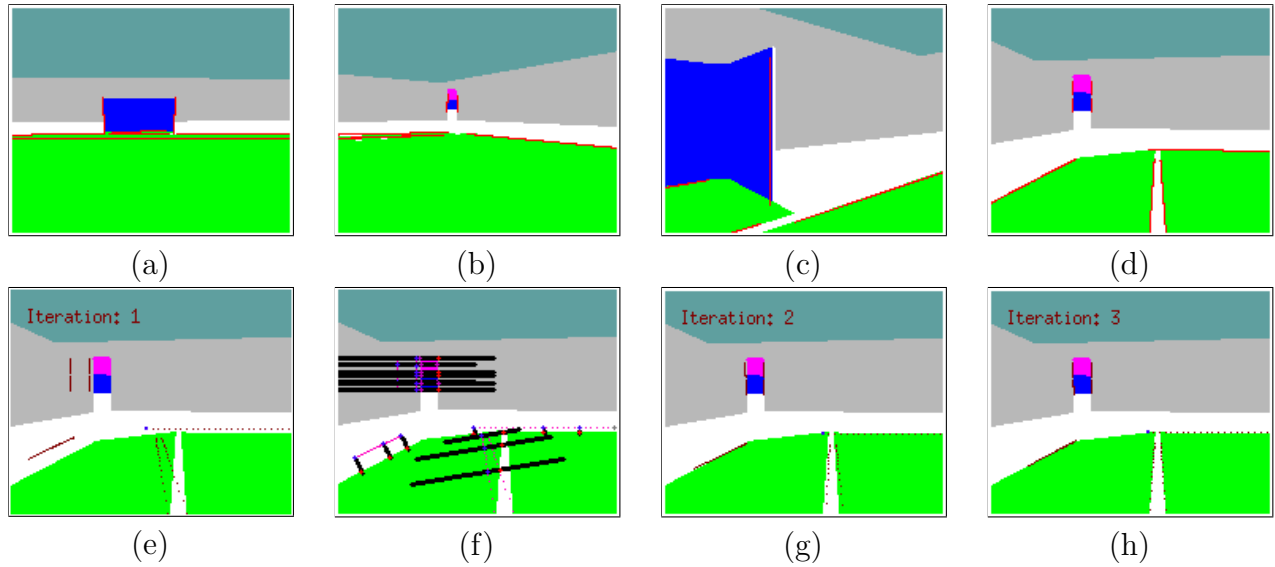 (a)
(b)
(c)
(d)
Iteration: 1
Iteration: 2
Iteration: 3
(e)
(f)
(g)
(h)